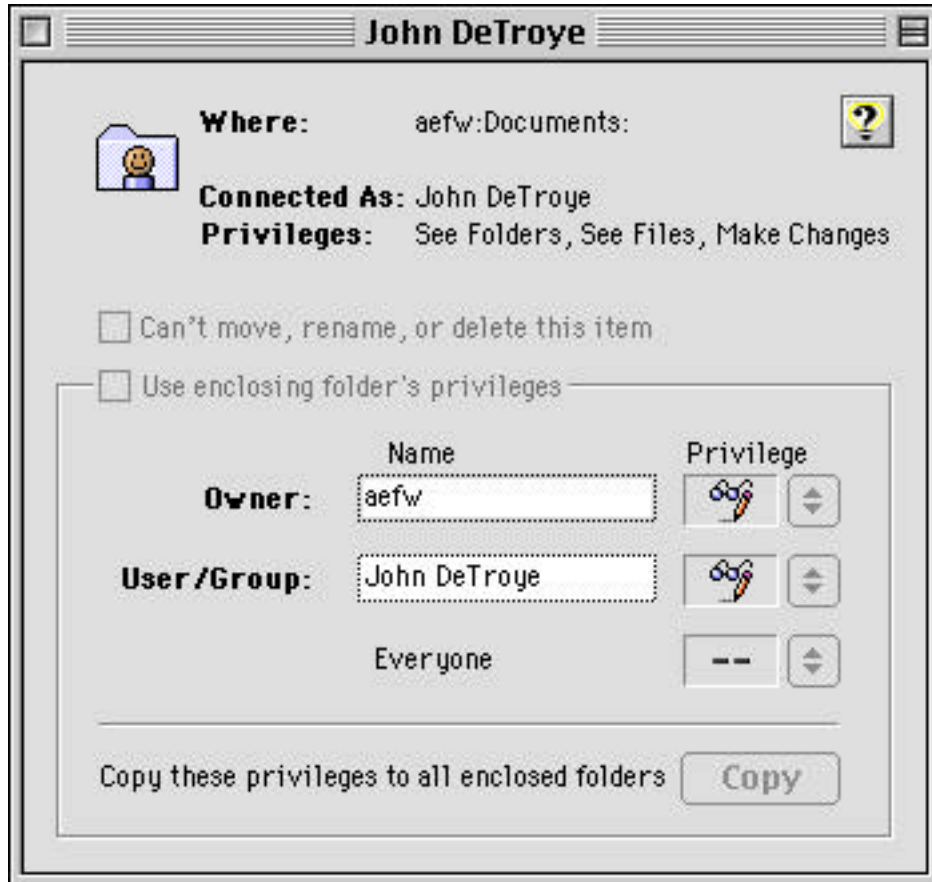 John DeTroye
Where: aefw:Documents:
?
Connected As: John DeTroye
Privileges: See Folders, See Files, Make Changes
Can't move, rename, or delete this item
Use enclosing folder's privileges
Name Privilege
Owner: aefw
User/Group: John DeTroye
Everyone --
Copy these privileges to all enclosed folders Copy